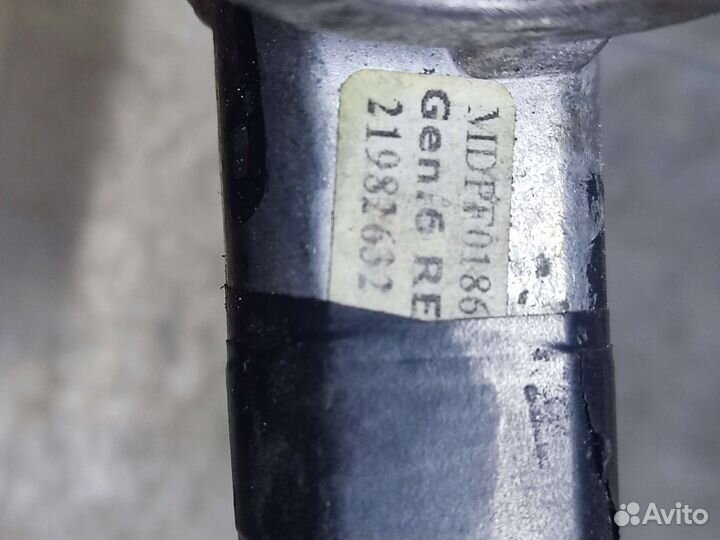 MDPF0186
Gen.6 RE
21982632
Avito